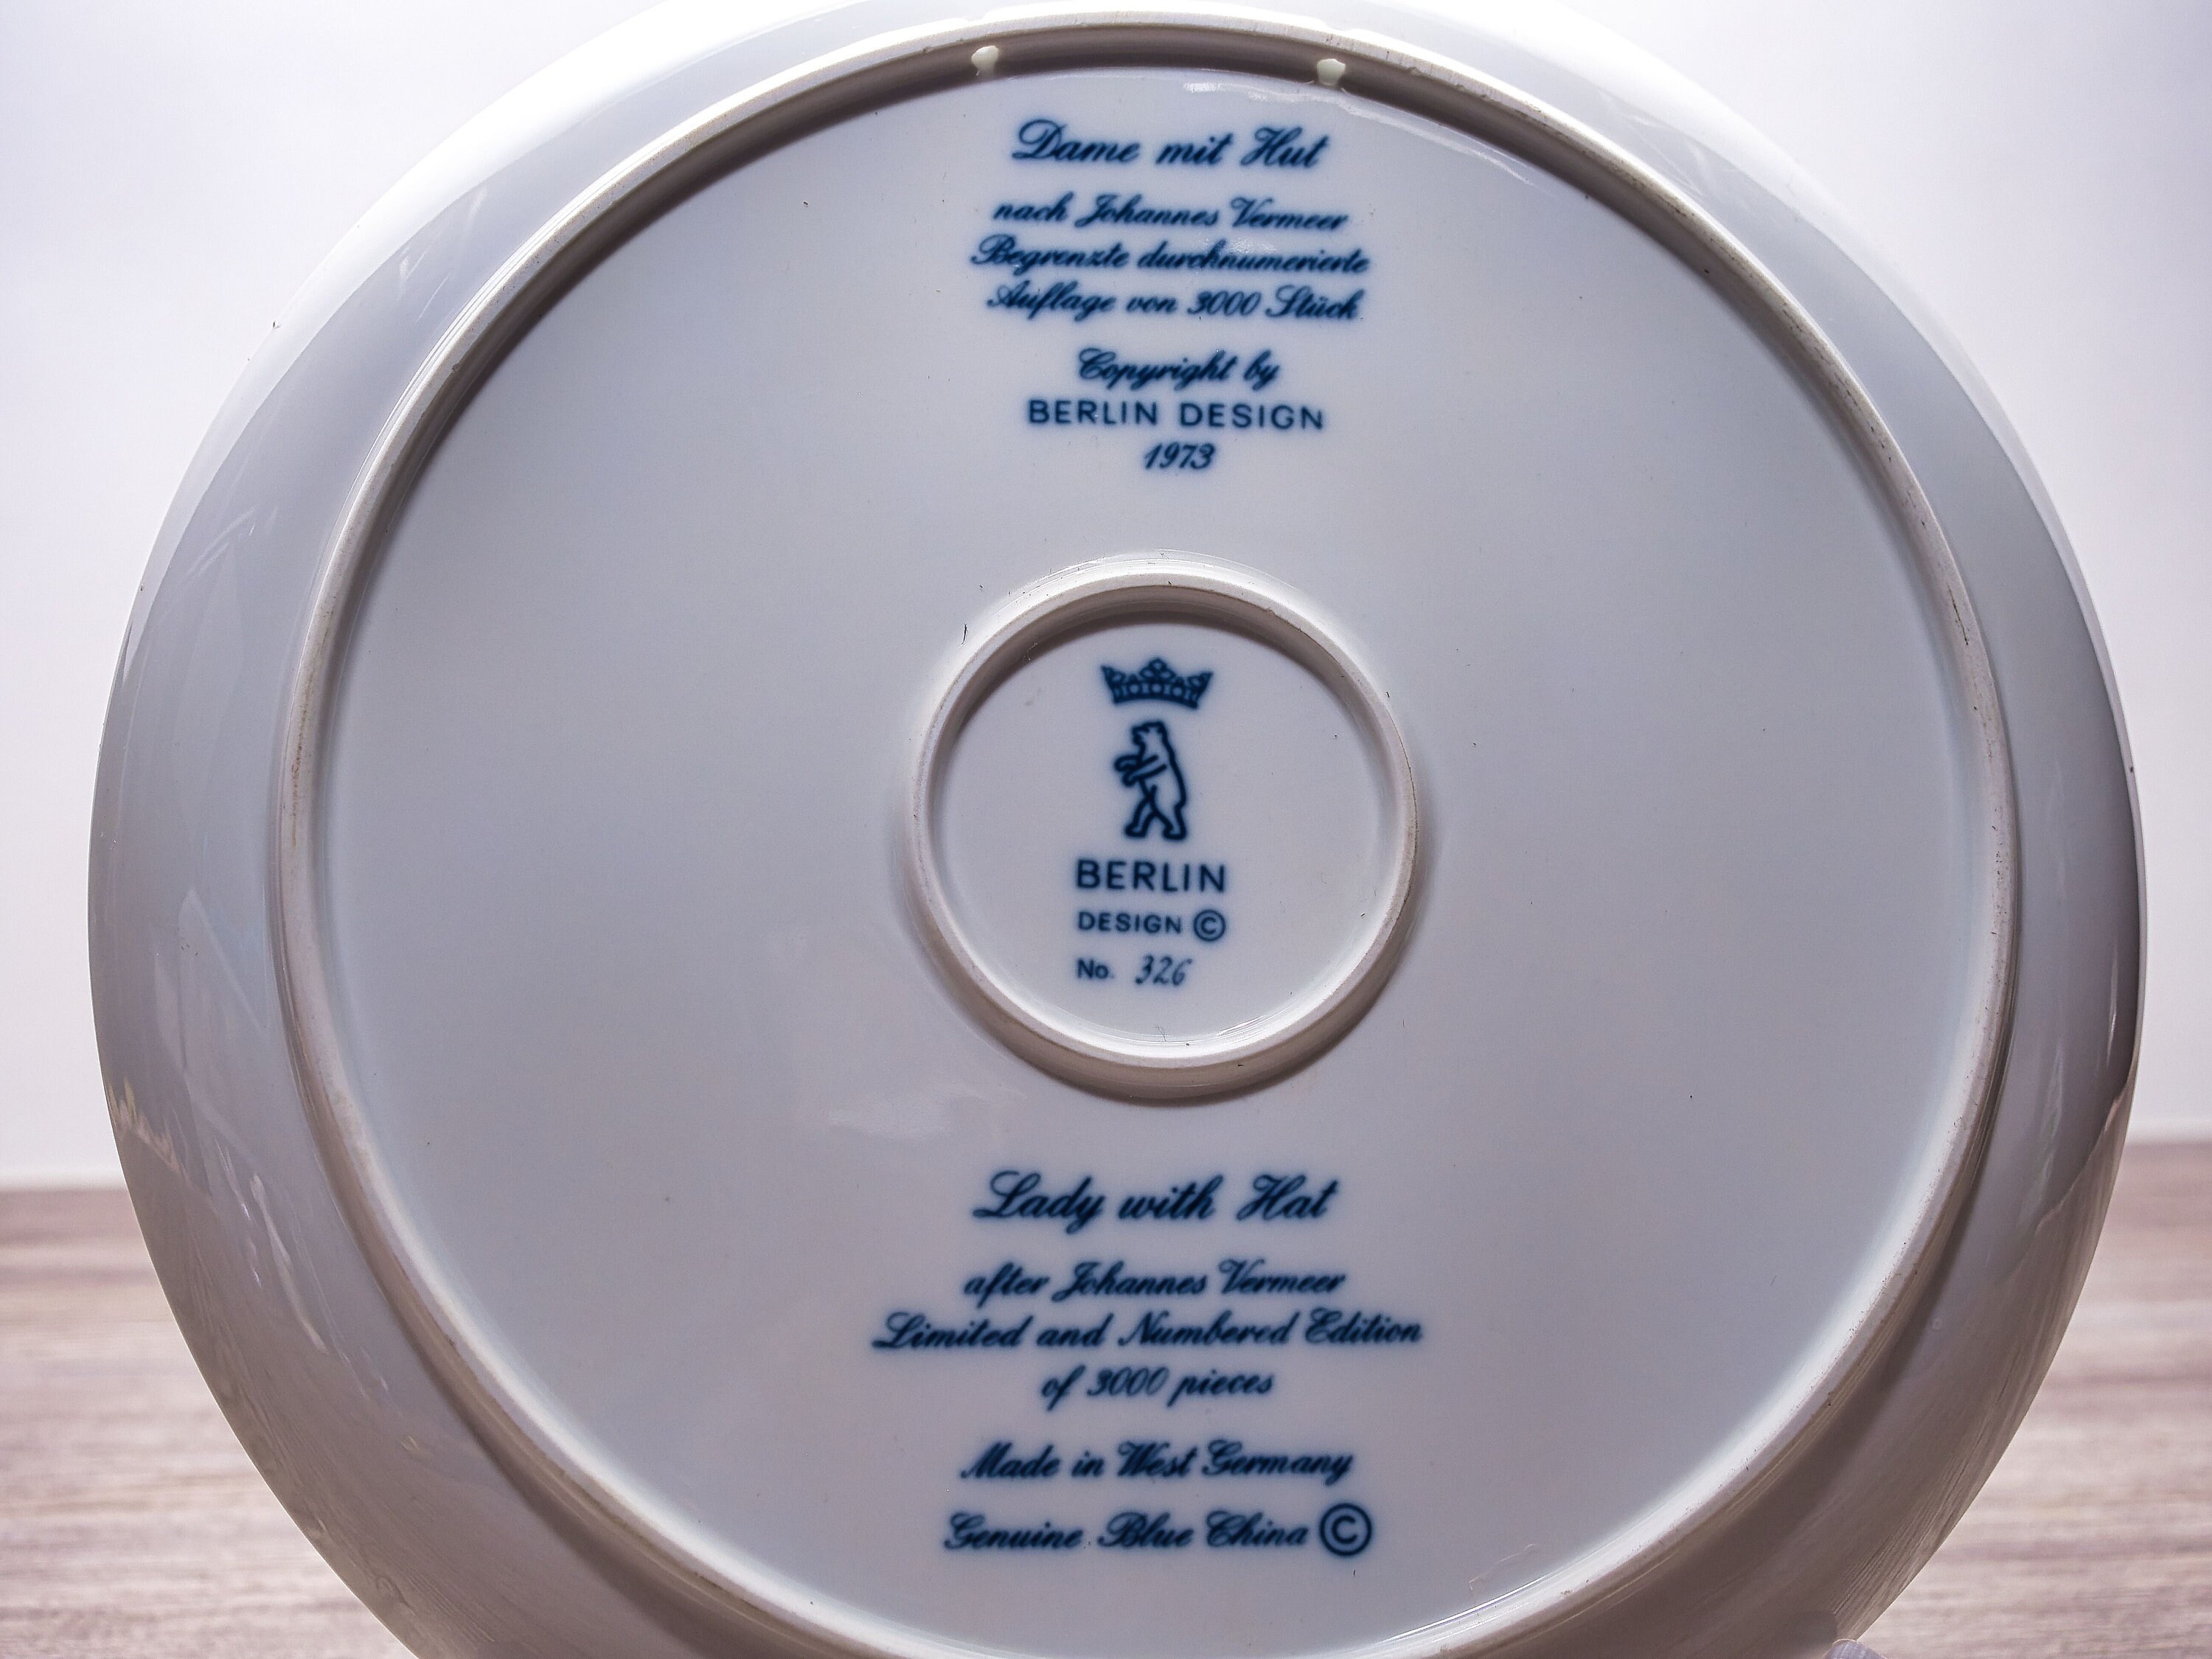 Dame mit Hut
nach Johannes Vermeer
Begrenzte durchnumerierte
Auflage von 3000 Stück
Copyright by
BERLIN DESIGN
1973
BERLIN
DESIGN ©
No. 326
Lady with Hat
after Johannes Vermeer
Limited and Numbered Edition
of 3000 pieces
Made in West Germany
Genuine Blue China ©